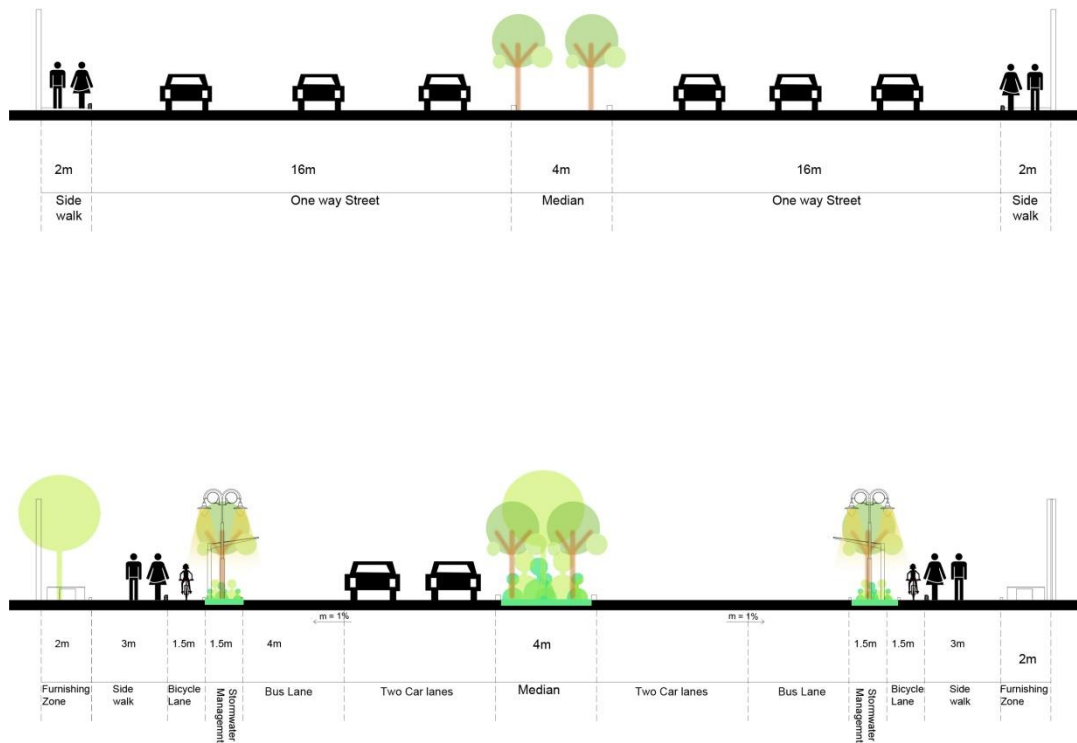 2m
16m
4m
16m
2m
Side
walk
One way Street
Median
One way Street
Side
walk
m = 1%
m = 1%
2m
3m
1.5m
1.5m
4m
4m
1.5m
1.5m
3m
2m
Furnishing
Zone
Side
walk
Bicycle
Lane
Stormwater
Managemnt
Bus Lane
Two Car lanes
Median
Two Car lanes
Bus Lane
Stormwater
Managemnt
Bicycle
Lane
Side
walk
Furnishing
Zone